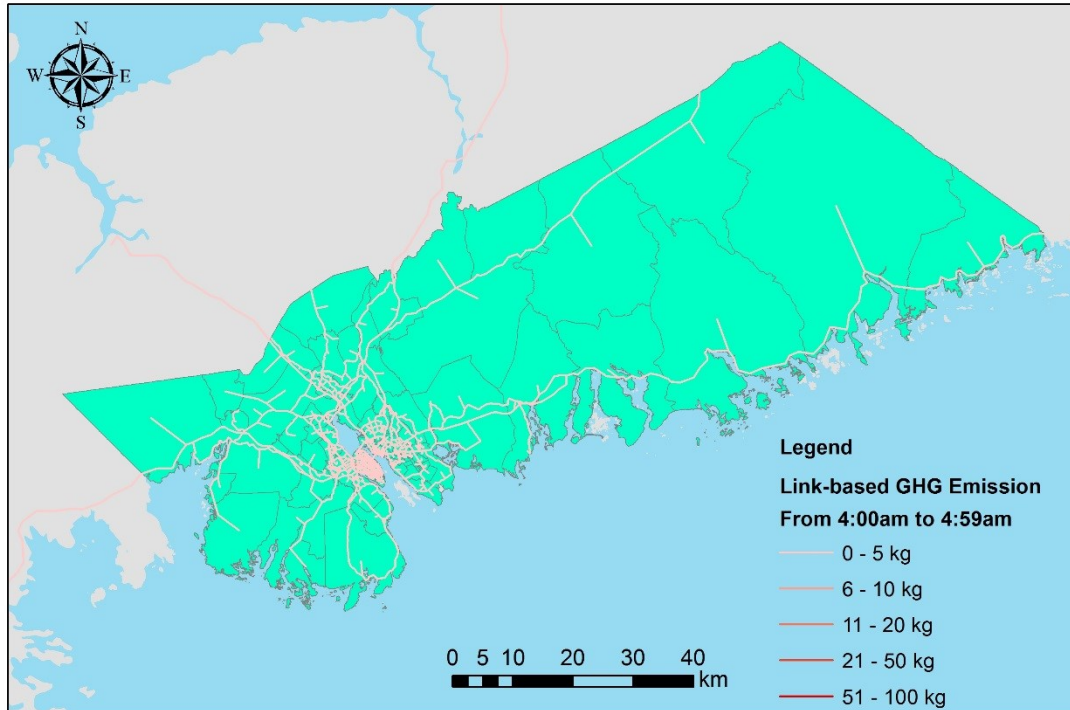 N
W E
S
Legend
Link-based GHG Emission
From 4:00am to 4:59am
0 - 5 kg
6 - 10 kg
11 - 20 kg
21 - 50 kg
51 - 100 kg
0 5 10 20 30 40
km